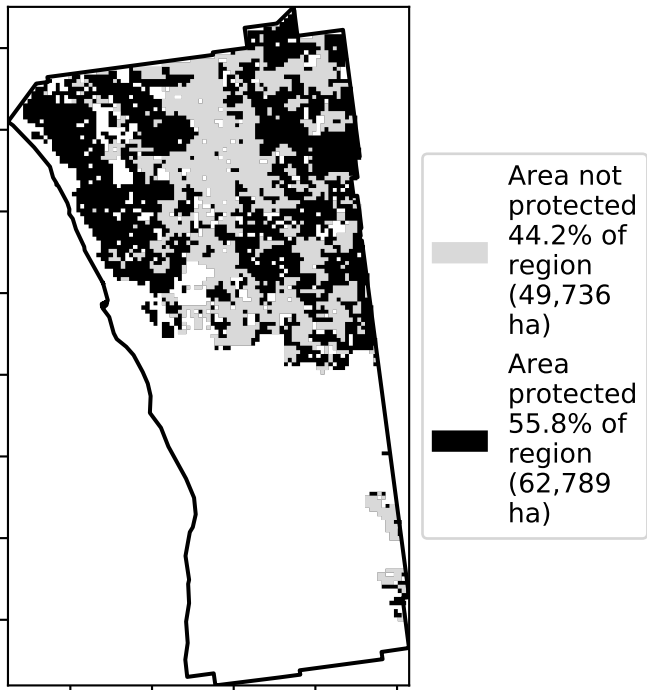 Area not
protected
44.2% of
region
(49,736
ha)
Area
protected
55.8% of
region
(62,789
ha)